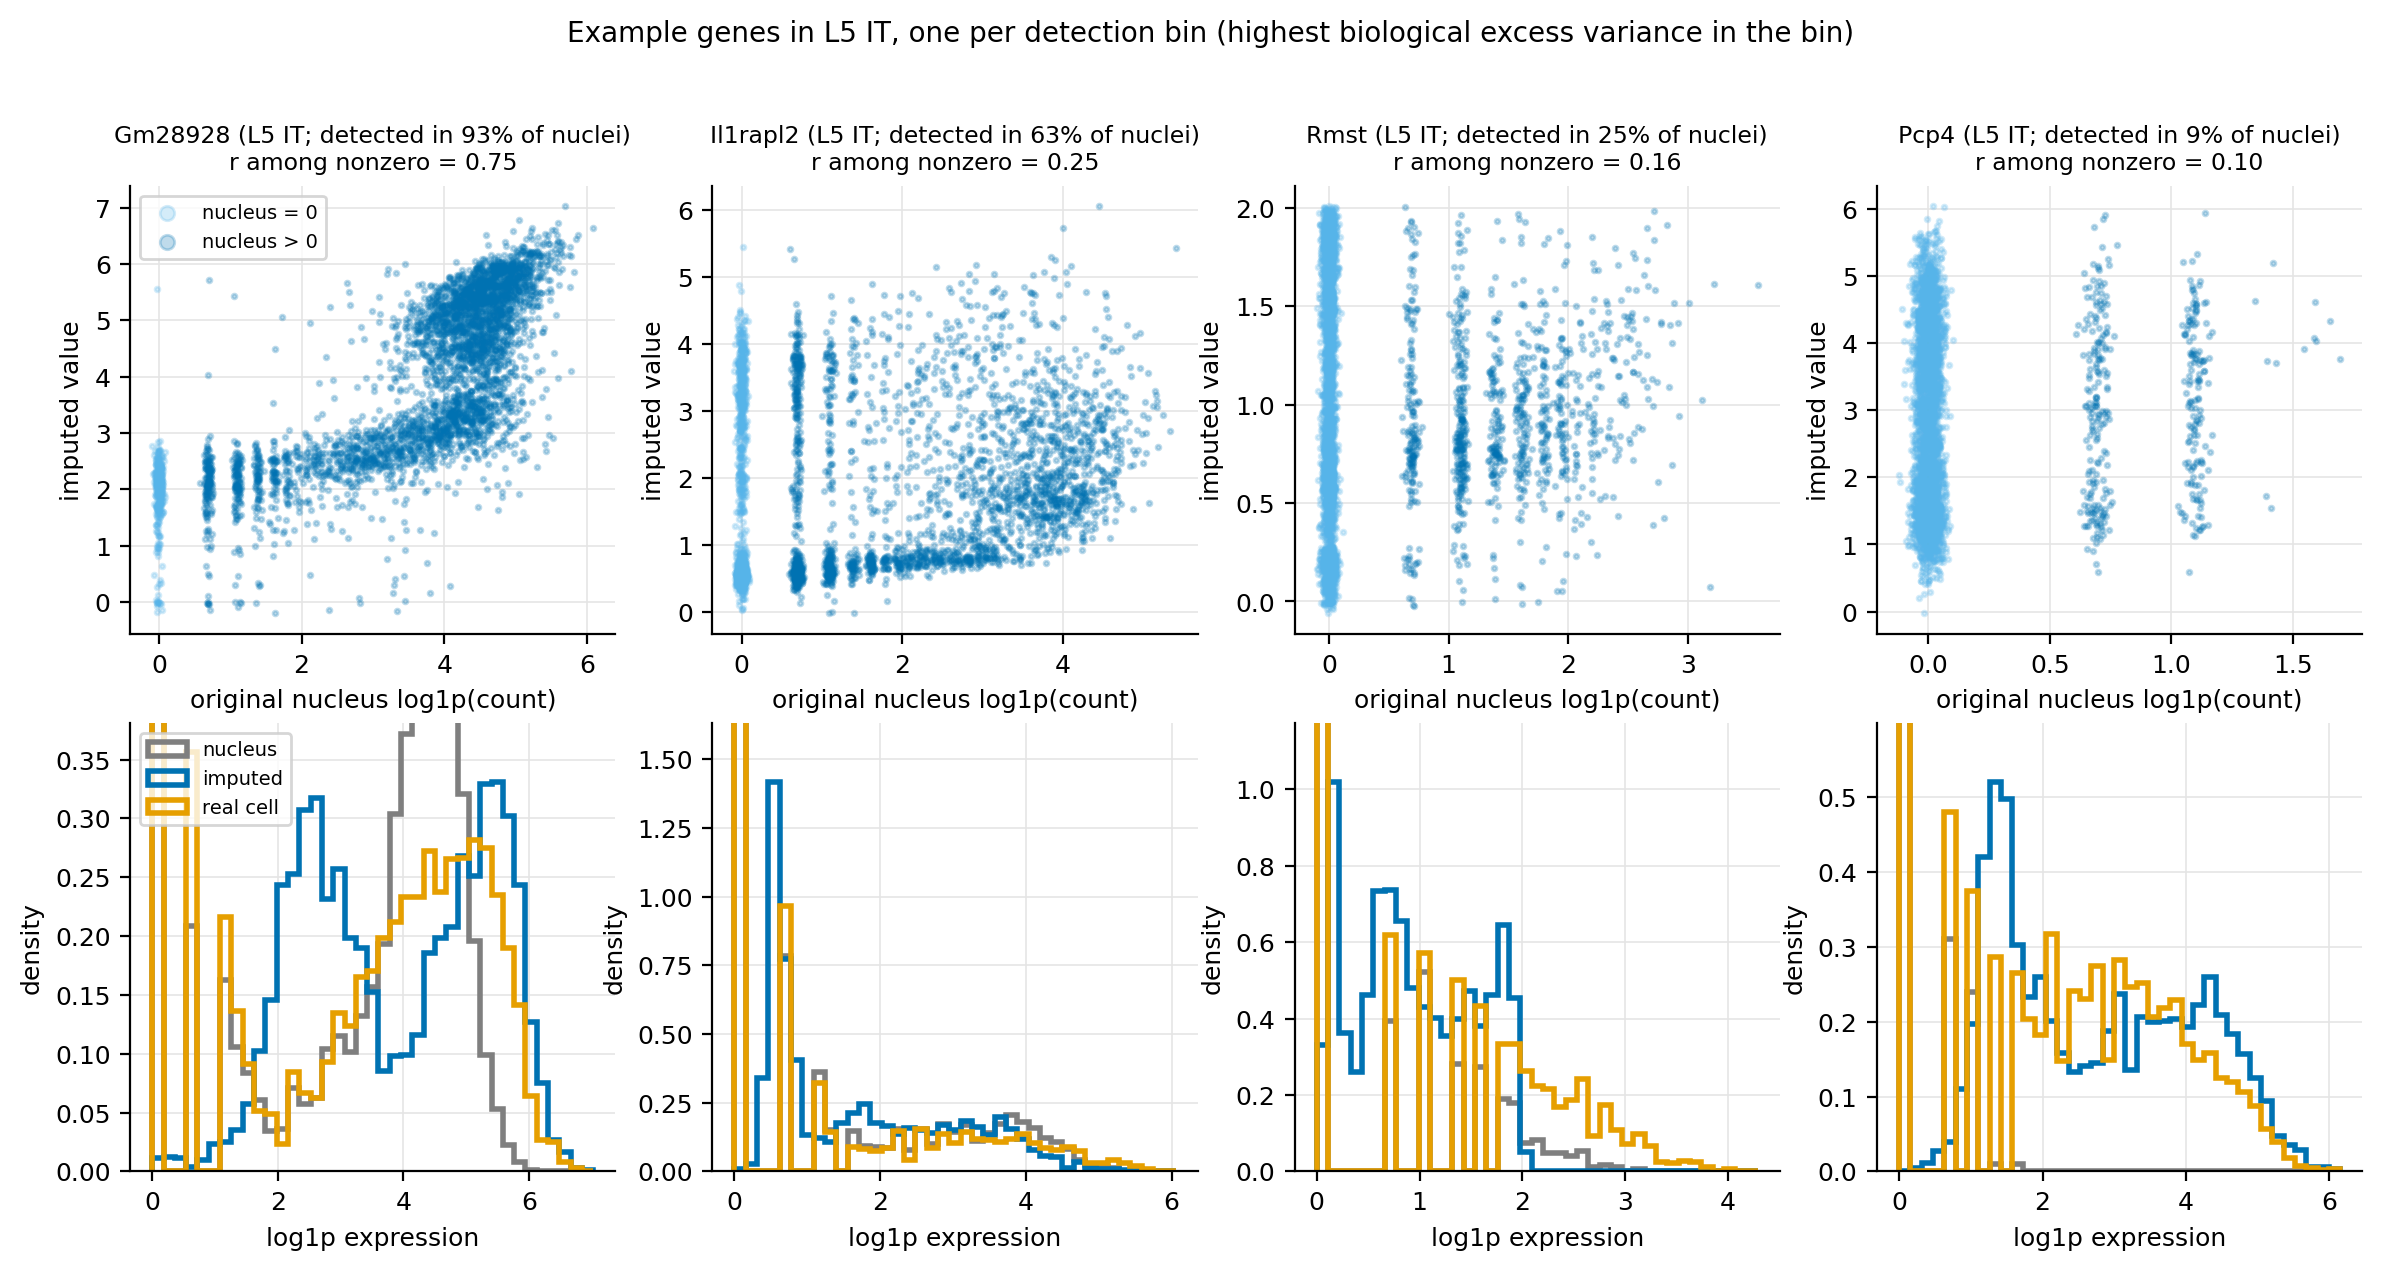 Example genes in L5 IT, one per detection bin (highest biological excess variance in the bin)
Gm28928 (L5 IT; detected in 93% of nuclei)
r among nonzero = 0.75
nucleus = 0
nucleus > 0
7
6
5
4
3
2
1
0
imputed value
0
2
4
6
original nucleus log1p(count)
Il1rapl2 (L5 IT; detected in 63% of nuclei)
r among nonzero = 0.25
6
5
4
3
2
1
0
imputed value
0
2
4
original nucleus log1p(count)
Rmst (L5 IT; detected in 25% of nuclei)
r among nonzero = 0.16
2.0
1.5
1.0
0.5
0.0
imputed value
0
1
2
3
original nucleus log1p(count)
Pcp4 (L5 IT; detected in 9% of nuclei)
r among nonzero = 0.10
6
5
4
3
2
1
0
imputed value
0.0
0.5
1.0
1.5
original nucleus log1p(count)
nucleus
imputed
real cell
0.35
0.30
0.25
0.20
0.15
0.10
0.05
0.00
density
0
2
4
6
log1p expression
1.50
1.25
1.00
0.75
0.50
0.25
0.00
density
0
2
4
6
log1p expression
1.0
0.8
0.6
0.4
0.2
0.0
density
0
1
2
3
4
log1p expression
0.5
0.4
0.3
0.2
0.1
0.0
density
0
2
4
6
log1p expression